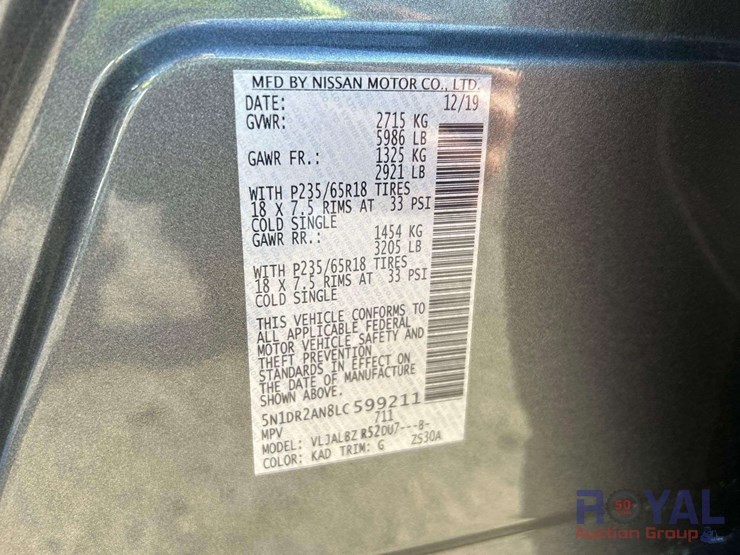 MFD BY NISSAN MOTOR CO., LTD.
DATE: 12/19
GVWR: 2715 KG
5986 LB
GAWR FR.: 1325 KG
2921 LB
WITH P235/65R18 TIRES
18 X 7.5 RIMS AT 33 PSI
COLD SINGLE
GAWR RR.: 1454 KG
3205 LB
WITH P235/65R18 TIRES
18 X 7.5 RIMS AT 33 PSI
COLD SINGLE
THIS VEHICLE CONFORMS TO
ALL APPLICABLE FEDERAL
MOTOR VEHICLE SAFETY AND
THEFT PREVENTION
STANDARDS IN EFFECT ON
THE DATE OF MANUFACTURE
SHOWN ABOVE.
5N1DR2AN8LC599211
MPV 711
MODEL: VLJALBZ R52DU7---B-
COLOR: KAD TRIM: G ZS30A
ROYAL
Auction Group